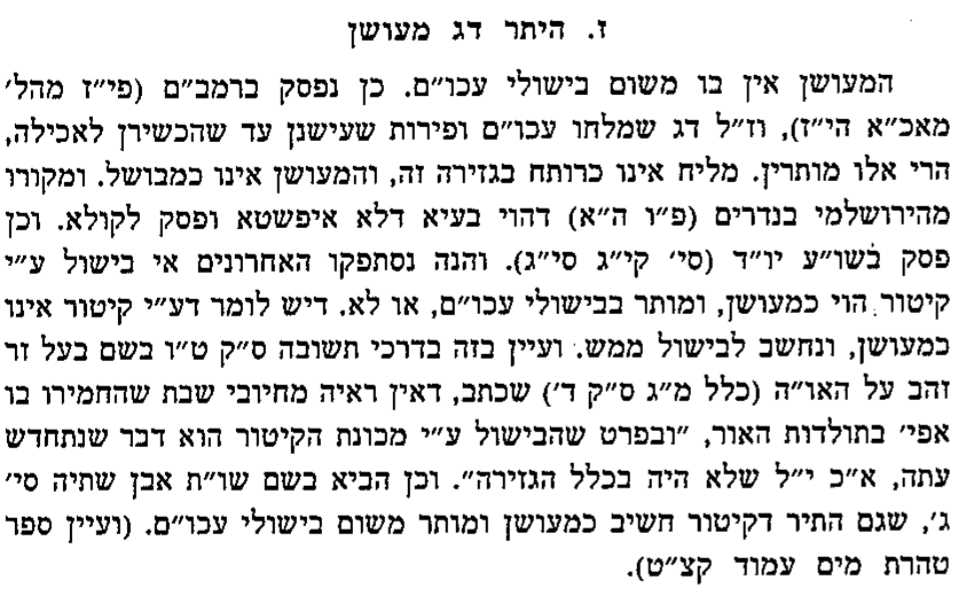 ז. היתר דג מעושן
המעושן אין בו משום בישולי עכו״ם. כן נפסק ברמב״ם (פי״ז מהל׳
מאכ״א הי״ז), וז״ל דג שמלחו עכו״ם ופירות שעישנן עד שהכשירן לאכילה,
הרי אלו מותרין. מליח אינו כרותח בגזירה זה, והמעושן אינו כמבושל. ומקורו
מהירושלמי בנדרים (פ״ו ה״א) דהוי בעיא דלא איפשטא ופסק לקולא. וכן
פסק בשו״ע יו״ד (סי׳ קי״ג סי״ג). והנה נסתפקו האחרונים אי בישול ע״י
קיטור הוי כמעושן, ומותר בבישולי עכו״ם, או לא. דיש לומר דע״י קיטור אינו
כמעושן, ונחשב לבישול ממש. ועיין בזה בדרכי תשובה ס״ק ט״ו בשם בעל זר
זהב על האו״ה (כלל מ״ג ס״ק ד׳) שכתב, דאין ראיה מחיובי שבת שהחמירו בו
אפי׳ בתולדות האור, ״ובפרט שהבישול ע״י מכונת הקיטור הוא דבר שנתחדש
עתה, א״כ י״ל שלא היה בכלל הגזירה״. וכן הביא בשם שו״ת אבן שתיה סי׳
ג׳, שגם התיר דקיטור חשיב כמעושן ומותר משום בישולי עכו״ם. (ועיין ספר
טהרת מים עמוד קצ״ט).